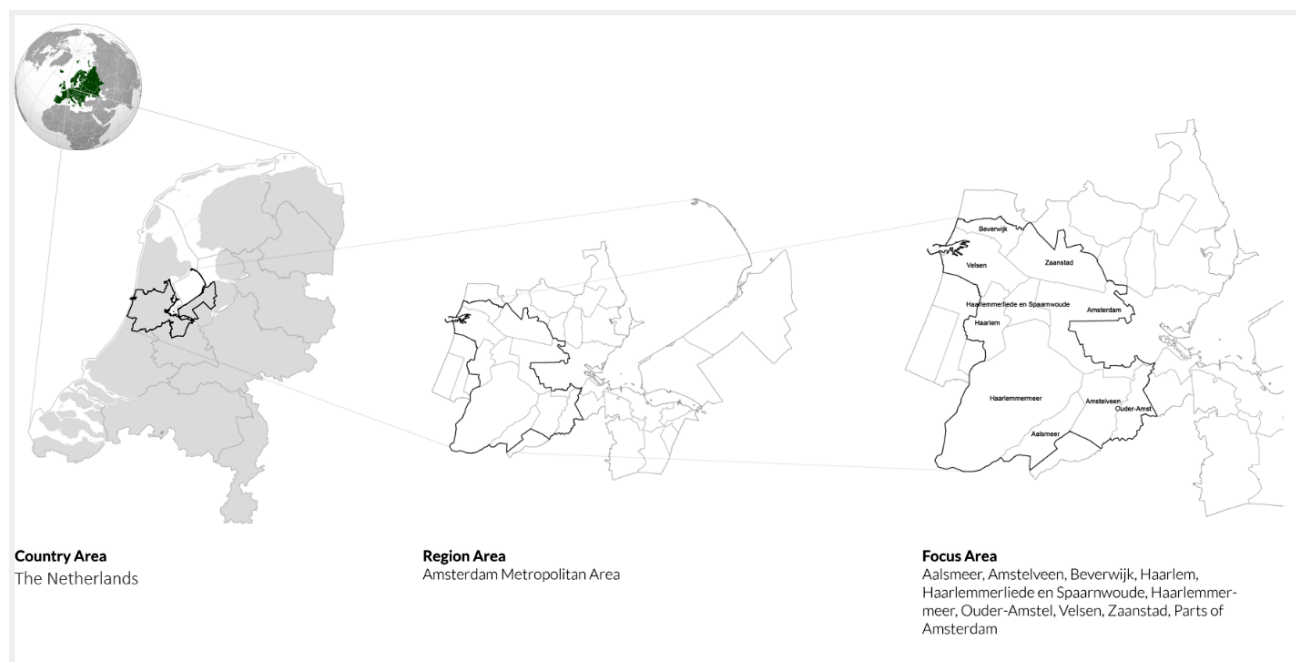 Beverwijk
Velsen
Zaanstad
Haarlemmerliede en Spaarnwoude
Amsterdam
Haarlem
Haarlemmermeer
Amstelveen
Ouder-Amst
Aalsmeer
Country Area
The Netherlands
Region Area
Amsterdam Metropolitan Area
Focus Area
Aalsmeer, Amstelveen, Beverwijk, Haarlem,
Haarlemmerliede en Spaarnwoude, Haarlemmer-
meer, Ouder-Amstel, Velsen, Zaanstad, Parts of
Amsterdam